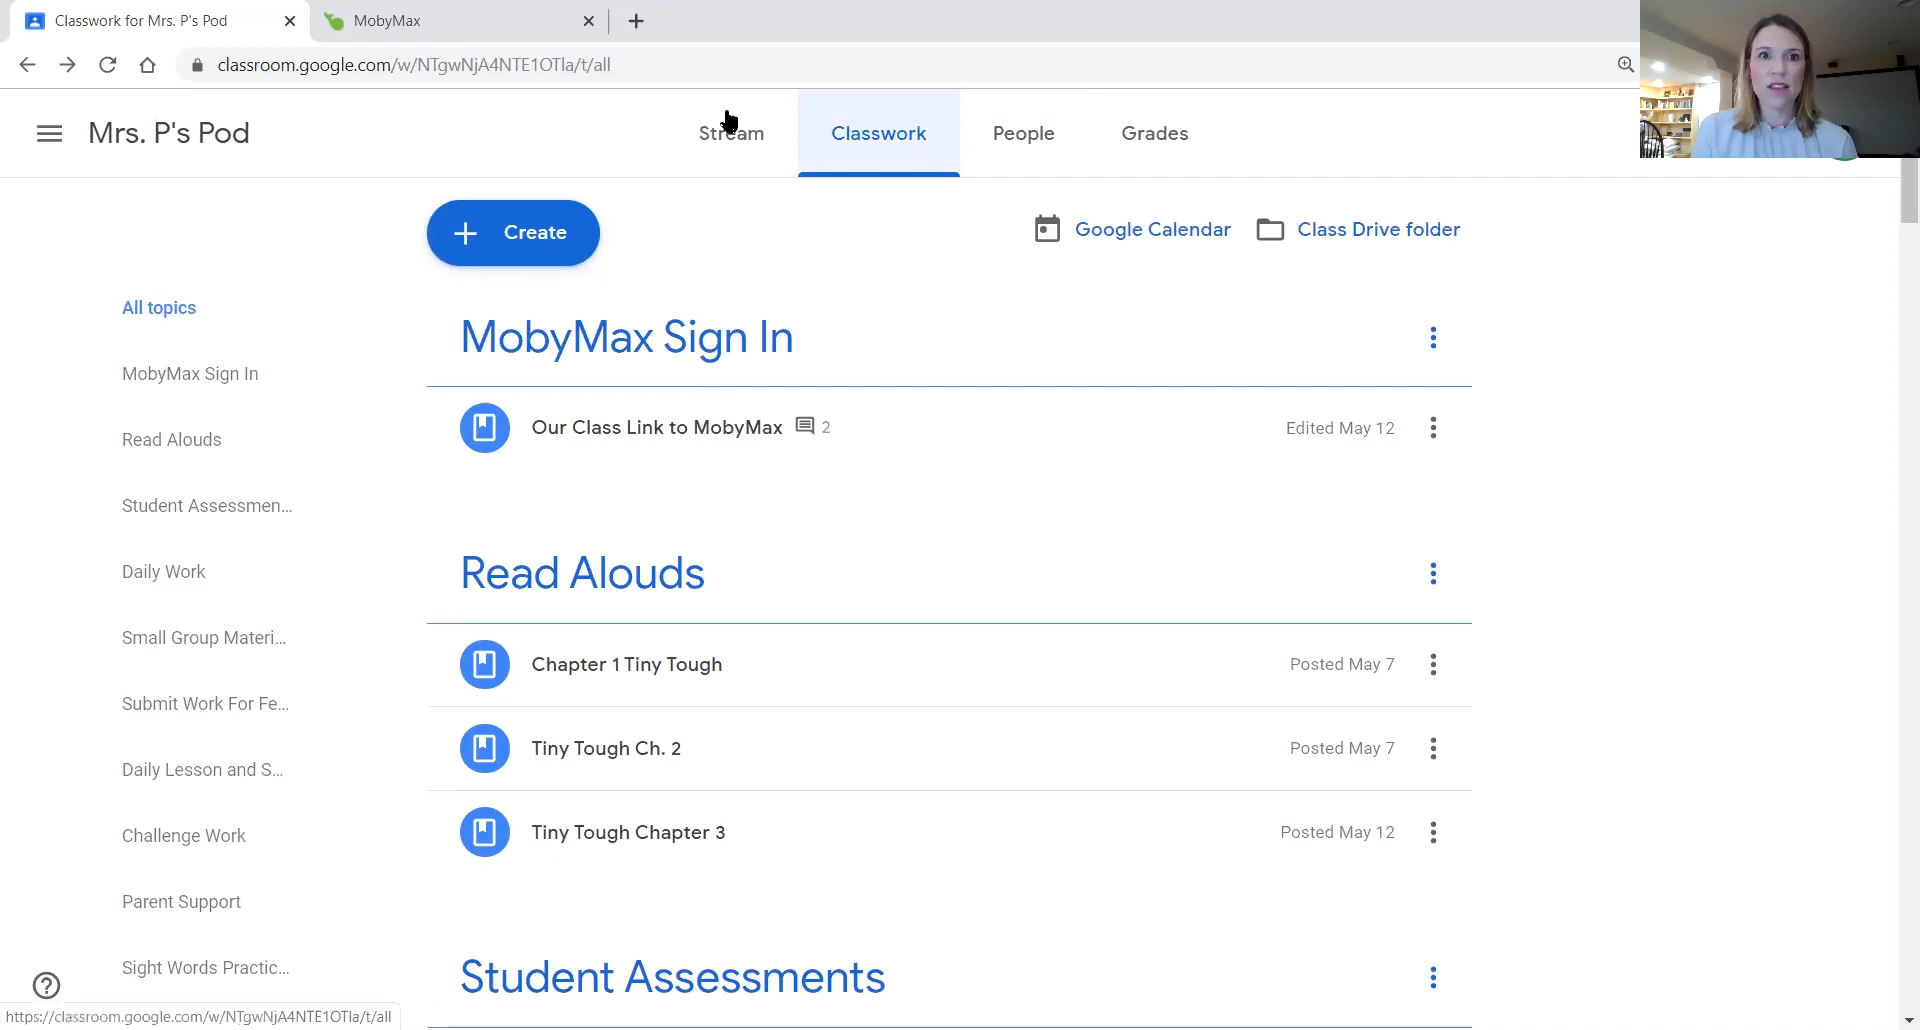 Classwork for Mrs. P's Pod
MobyMax
classroom.google.com/w/NTgwNjA4NTE1OTIa/t/all
Mrs. P's Pod
Stream
Classwork
People
Grades
Create
Google Calendar
Class Drive folder
All topics
MobyMax Sign In
Read Alouds
Student Assessmen...
Daily Work
Small Group Materi...
Submit Work For Fe...
Daily Lesson and S...
Challenge Work
Parent Support
Sight Words Practic...
MobyMax Sign In
Our Class Link to MobyMax 2
Edited May 12
Read Alouds
Chapter 1 Tiny Tough
Posted May 7
Tiny Tough Ch. 2
Posted May 7
Tiny Tough Chapter 3
Posted May 12
Student Assessments
https://classroom.google.com/w/NTgwNjA4NTE1OTIa/t/all